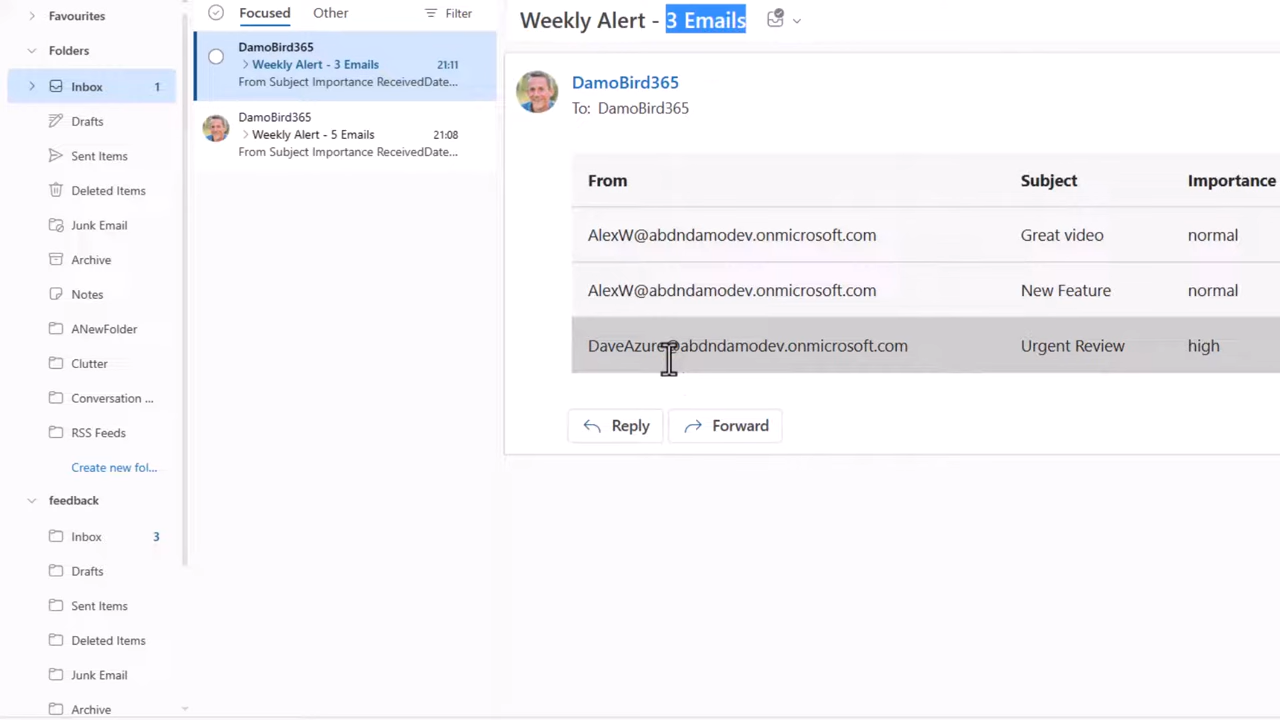 Favourites
Folders
Inbox 1
Drafts
Sent Items
Deleted Items
Junk Email
Archive
Notes
ANewFolder
Clutter
Conversation ...
RSS Feeds
Create new fol...
feedback
Inbox 3
Drafts
Sent Items
Deleted Items
Junk Email
Archive
Focused Other Filter
DamoBird365
Weekly Alert - 3 Emails 21:11
From Subject Importance ReceivedDate...
DamoBird365
Weekly Alert - 5 Emails 21:08
From Subject Importance ReceivedDate...
Weekly Alert - 3 Emails
DamoBird365
To: DamoBird365
From Subject Importance
AlexW@abdndamodev.onmicrosoft.com Great video normal
AlexW@abdndamodev.onmicrosoft.com New Feature normal
DaveAzure@abdndamodev.onmicrosoft.com Urgent Review high
Reply Forward